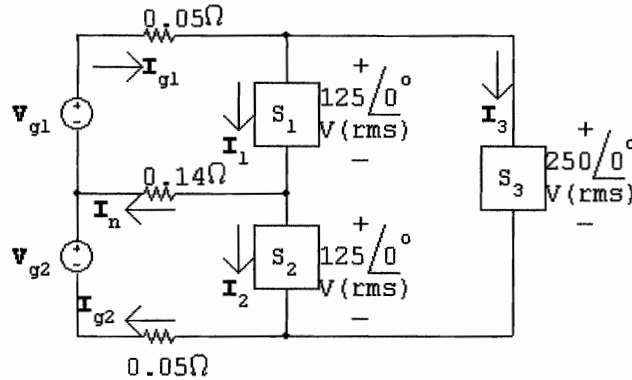 0.05Ω
I_g1
+
S_1
125/0°
V(rms)
−
I_1
V_g1
I_3
+
S_3
250/0°
V(rms)
−
0.14Ω
I_n
+
S_2
125/0°
V(rms)
−
I_2
V_g2
I_g2
0.05Ω